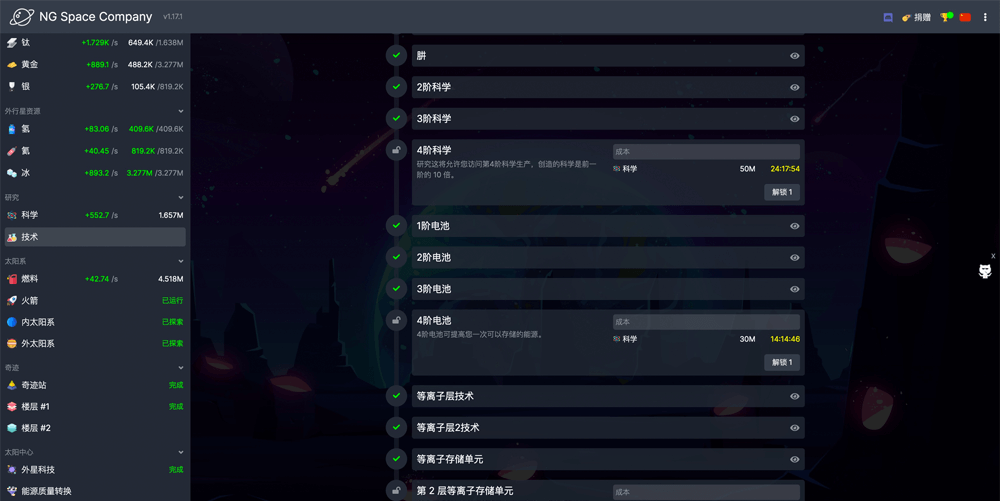 NG Space Company v1.17.1 捐赠
钛 +1.729K /s 649.4K /1.638M
黄金 +889.1 /s 488.2K /3.277M
银 +276.7 /s 105.4K /819.2K
外行星资源
氢 +83.06 /s 409.6K /409.6K
氦 +40.45 /s 819.2K /819.2K
冰 +893.2 /s 3.277M /3.277M
研究
科学 +552.7 /s 1.657M
技术
太阳系
燃料 +42.74 /s 4.518M
火箭 已运行
内太阳系 已探索
外太阳系 已探索
奇迹
奇迹站 完成
楼层 #1 完成
楼层 #2
太阳中心
外星科技 完成
能源质量转换
肼
2阶科学
3阶科学
4阶科学
研究这将允许您访问第4阶科学生产，创造的科学是前一
阶的 10 倍。
成本
科学 50M 24:17:54
解锁 1
1阶电池
2阶电池
3阶电池
4阶电池
4阶电池可提高您一次可以存储的能源。
成本
科学 30M 14:14:46
解锁 1
等离子层技术
等离子层2技术
等离子存储单元
第 2 层等离子存储单元
成本
X